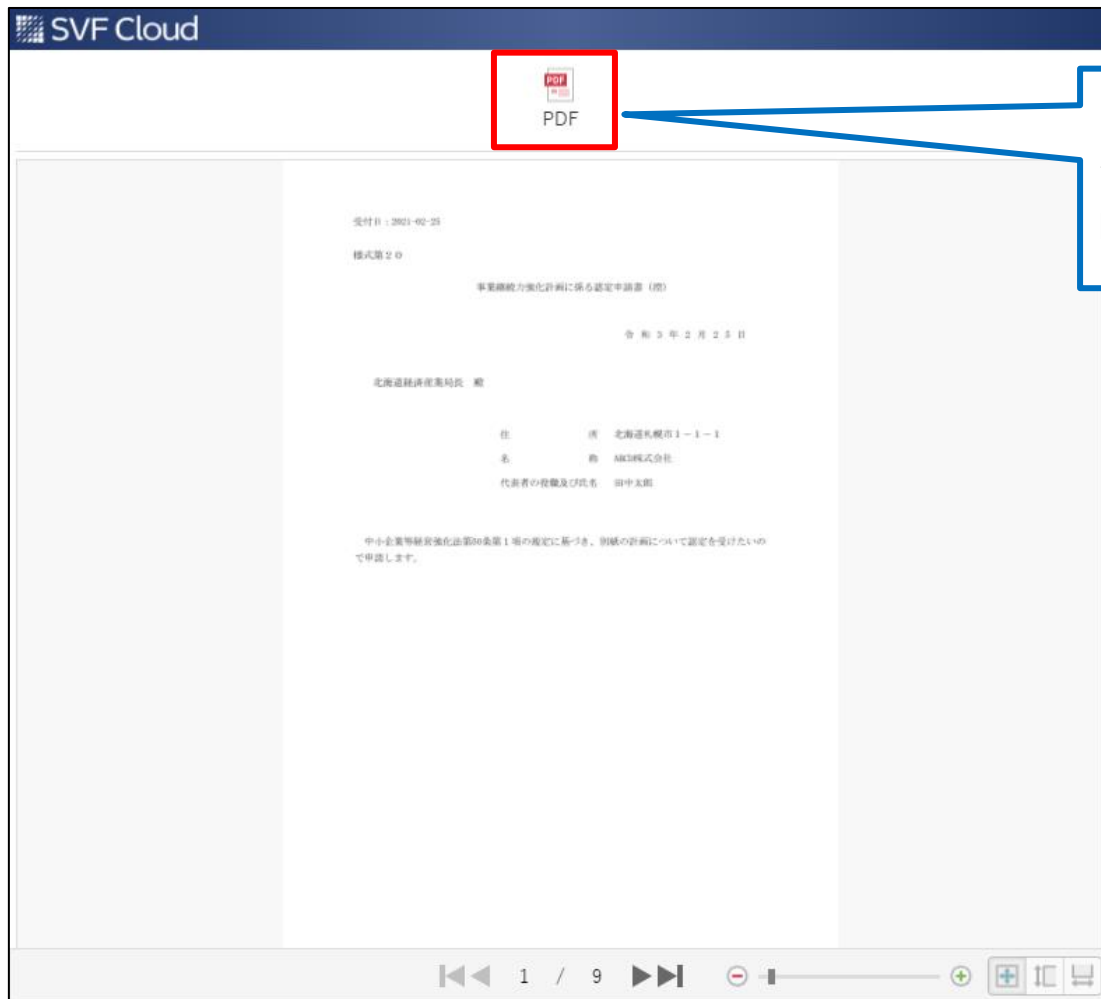 SVF Cloud
PDF
受付日：2021-02-25
様式第２０
事業継続力強化計画に係る認定申請書（控）
令 和 ３ 年 ２ 月 ２ ５ 日
北海道経済産業局長　殿
住　　　所　北海道札幌市１－１－１
名　　　称　ABCD株式会社
代表者の役職及び氏名　田中太郎
中小企業等経営強化法第50条第１項の規定に基づき、別紙の計画について認定を受けたいの
で申請します。
1 / 9